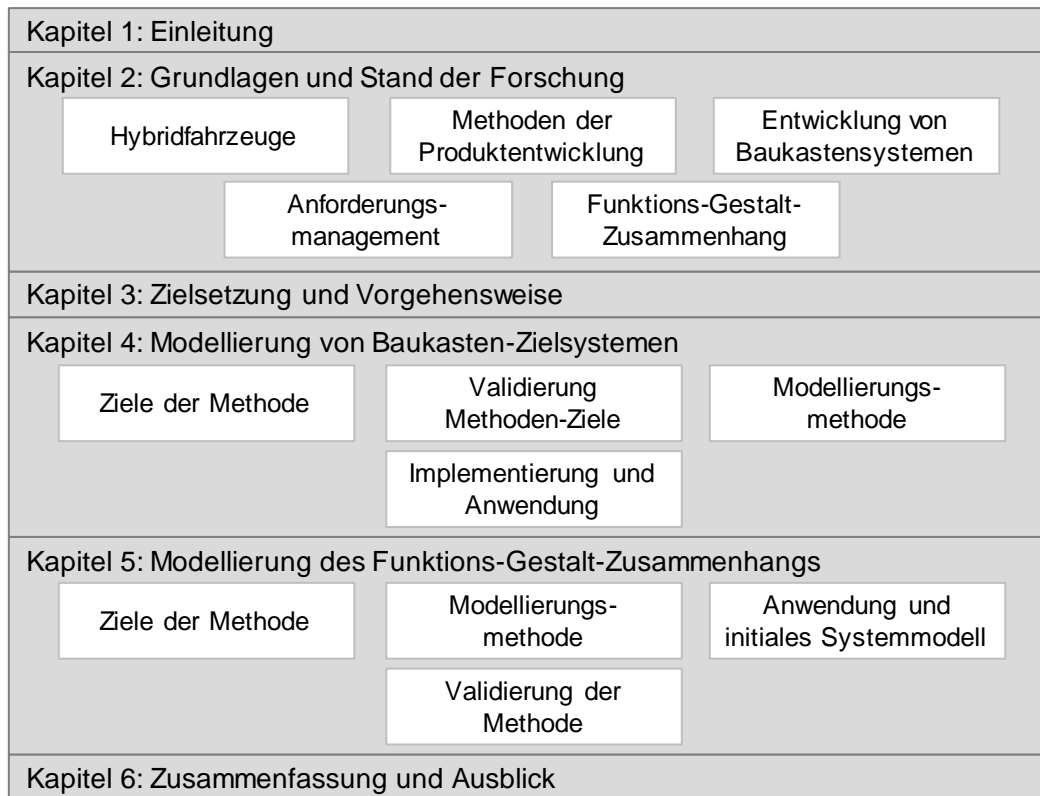 Kapitel 1: Einleitung
Kapitel 2: Grundlagen und Stand der Forschung
Hybridfahrzeuge
Methoden der
Produktentwicklung
Entwicklung von
Baukastensystemen
Anforderungs-
management
Funktions-Gestalt-
Zusammenhang
Kapitel 3: Zielsetzung und Vorgehensweise
Kapitel 4: Modellierung von Baukasten-Zielsystemen
Ziele der Methode
Validierung
Methoden-Ziele
Modellierungs-
methode
Implementierung und
Anwendung
Kapitel 5: Modellierung des Funktions-Gestalt-Zusammenhangs
Ziele der Methode
Modellierungs-
methode
Anwendung und
initiales Systemmodell
Validierung der
Methode
Kapitel 6: Zusammenfassung und Ausblick